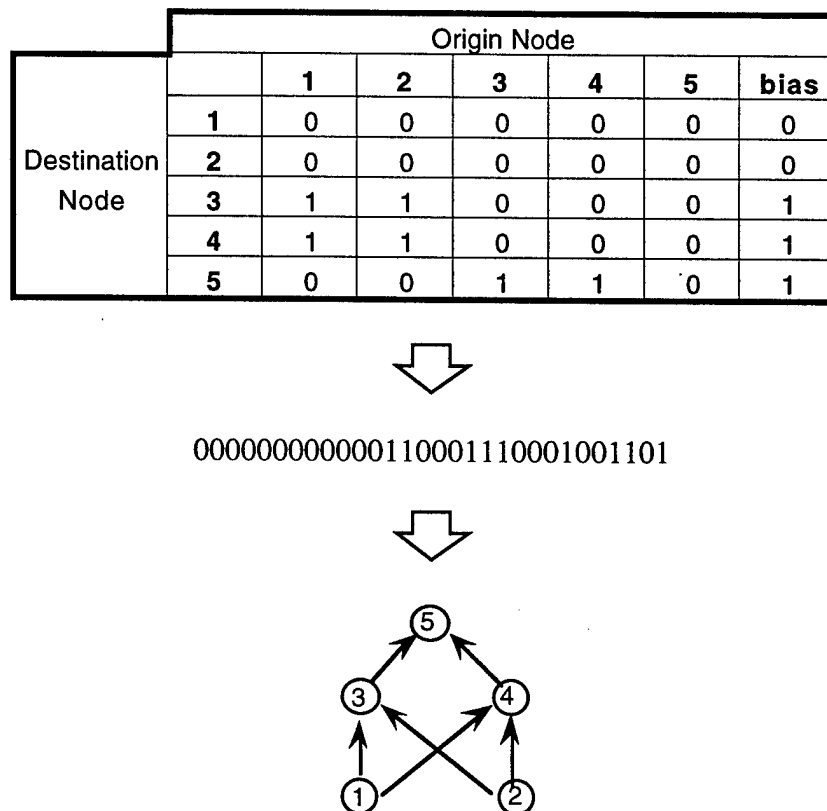 Origin Node
1 2 3 4 5 bias
1 0 0 0 0 0 0
Destination 2 0 0 0 0 0 0
Node 3 1 1 0 0 0 1
4 1 1 0 0 0 1
5 0 0 1 1 0 1
000000000000110001110001001101
5
3 4
1 2